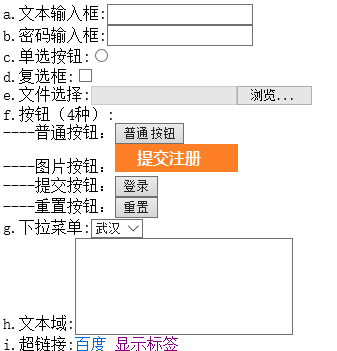 a.文本输入框:
b.密码输入框:
c.单选按钮:
d.复选框:
e.文件选择: 浏览...
f.按钮（4种）:
----普通按钮: 普通 按钮
----图片按钮: 提交注册
----提交按钮: 登录
----重置按钮: 重置
g.下拉菜单: 武汉
h.文本域:
i.超链接:百度 显示标签